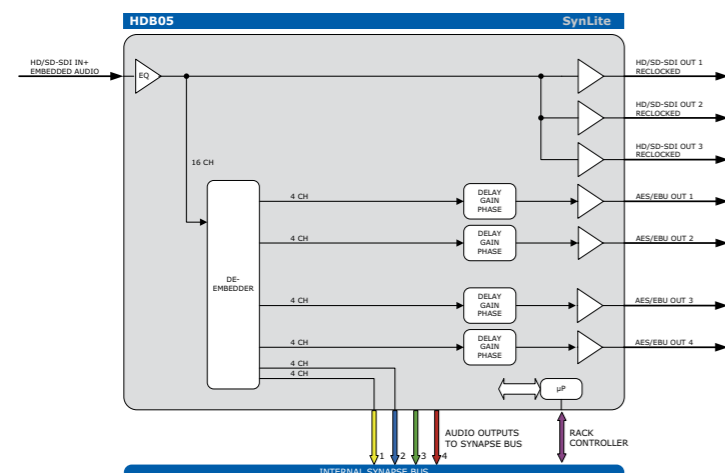 HDB05 SynLite
HD/SD-SDI IN+
EMBEDDED AUDIO
EQ
HD/SD-SDI OUT 1
RECLOCKED
HD/SD-SDI OUT 2
RECLOCKED
HD/SD-SDI OUT 3
RECLOCKED
16 CH
4 CH
DELAY
GAIN
PHASE
AES/EBU OUT 1
4 CH
DELAY
GAIN
PHASE
AES/EBU OUT 2
DE-
EMBEDDER
4 CH
DELAY
GAIN
PHASE
AES/EBU OUT 3
4 CH
DELAY
GAIN
PHASE
AES/EBU OUT 4
4 CH
4 CH
µP
AUDIO OUTPUTS
TO SYNAPSE BUS
RACK
CONTROLLER
1 2 3 4
INTERNAL SYNAPSE BUS